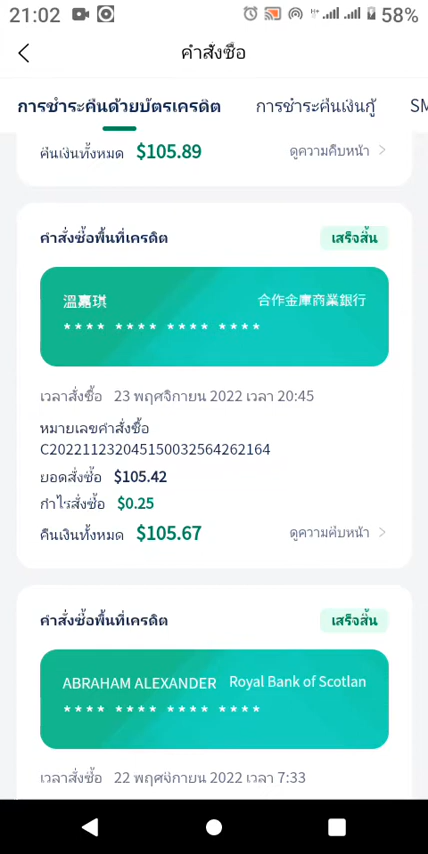 21:02
58%
คำสั่งซื้อ
การชำระคืนด้วยบัตรเครดิต การชำระคืนเงินกู้ SM
คืนเงินทั้งหมด $105.89 ดูความคืบหน้า >
คำสั่งซื้อพื้นที่เครดิต เสร็จสิ้น
溫嘉琪 合作金庫商業銀行
**** **** **** ****
เวลาสั่งซื้อ 23 พฤศจิกายน 2022 เวลา 20:45
หมายเลขคำสั่งซื้อ
C202211232045150032564262164
ยอดสั่งซื้อ $105.42
กำไรสั่งซื้อ $0.25
คืนเงินทั้งหมด $105.67 ดูความคืบหน้า >
คำสั่งซื้อพื้นที่เครดิต เสร็จสิ้น
ABRAHAM ALEXANDER Royal Bank of Scotlan
**** **** **** ****
เวลาสั่งซื้อ 22 พฤศจิกายน 2022 เวลา 7:33